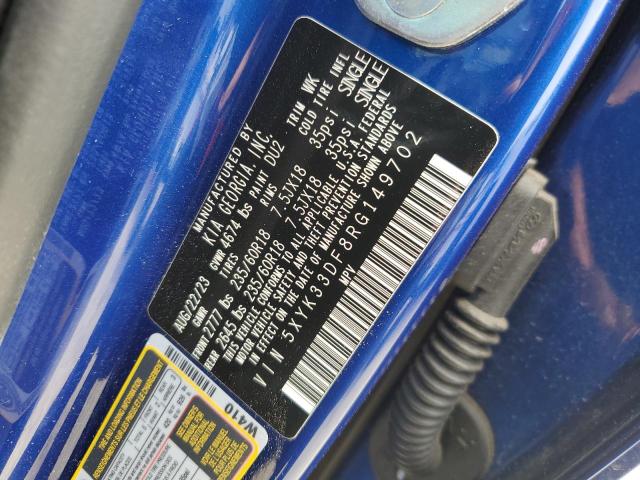 MANUFACTURED BY
KIA GEORGIA, INC.
AUG/22/23 GVWR 4674 lbs PAINT DU2 TRIM WK
GAWR TIRES RIMS COLD TIRE INFL
FRONT 2777 lbs 235/60R18 7.5JX18 35psi SINGLE
REAR 2645 lbs 235/60R18 7.5JX18 35psi SINGLE
THIS VEHICLE CONFORMS TO ALL APPLICABLE U.S.A. FEDERAL
MOTOR VEHICLE SAFETY, THEFT PREVENTION STANDARDS
IN EFFECT ON THE DATE OF MANUFACTURE SHOWN ABOVE
VIN 5XYK33DF8RG149702
MPV
W410
SEE OWNER'S